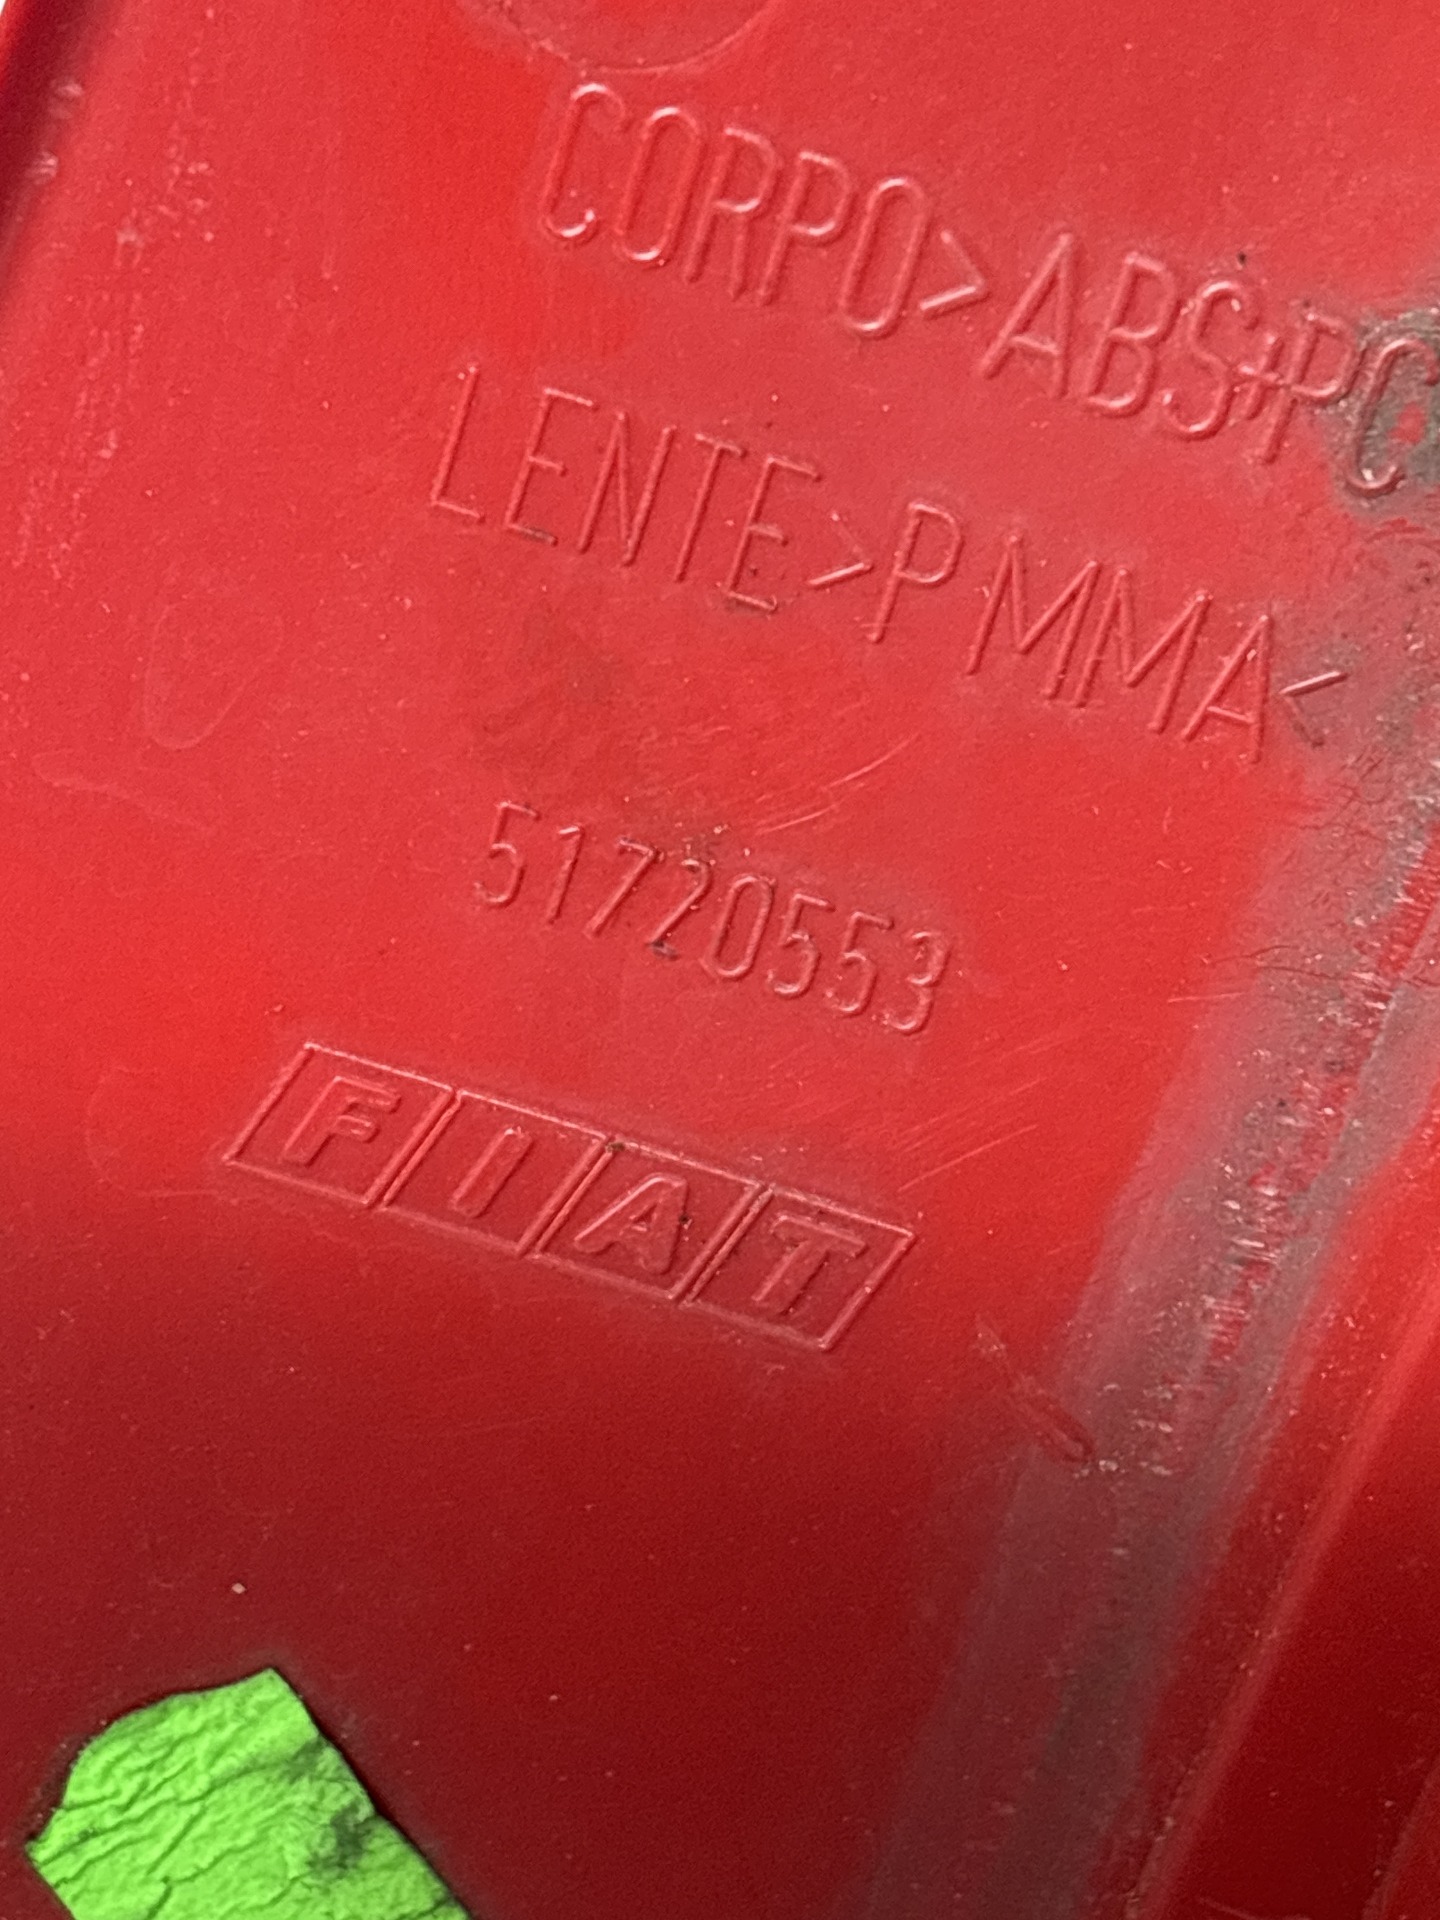 CORPO>ABS+PC
LENTE>PMMA<
51720553
FIAT